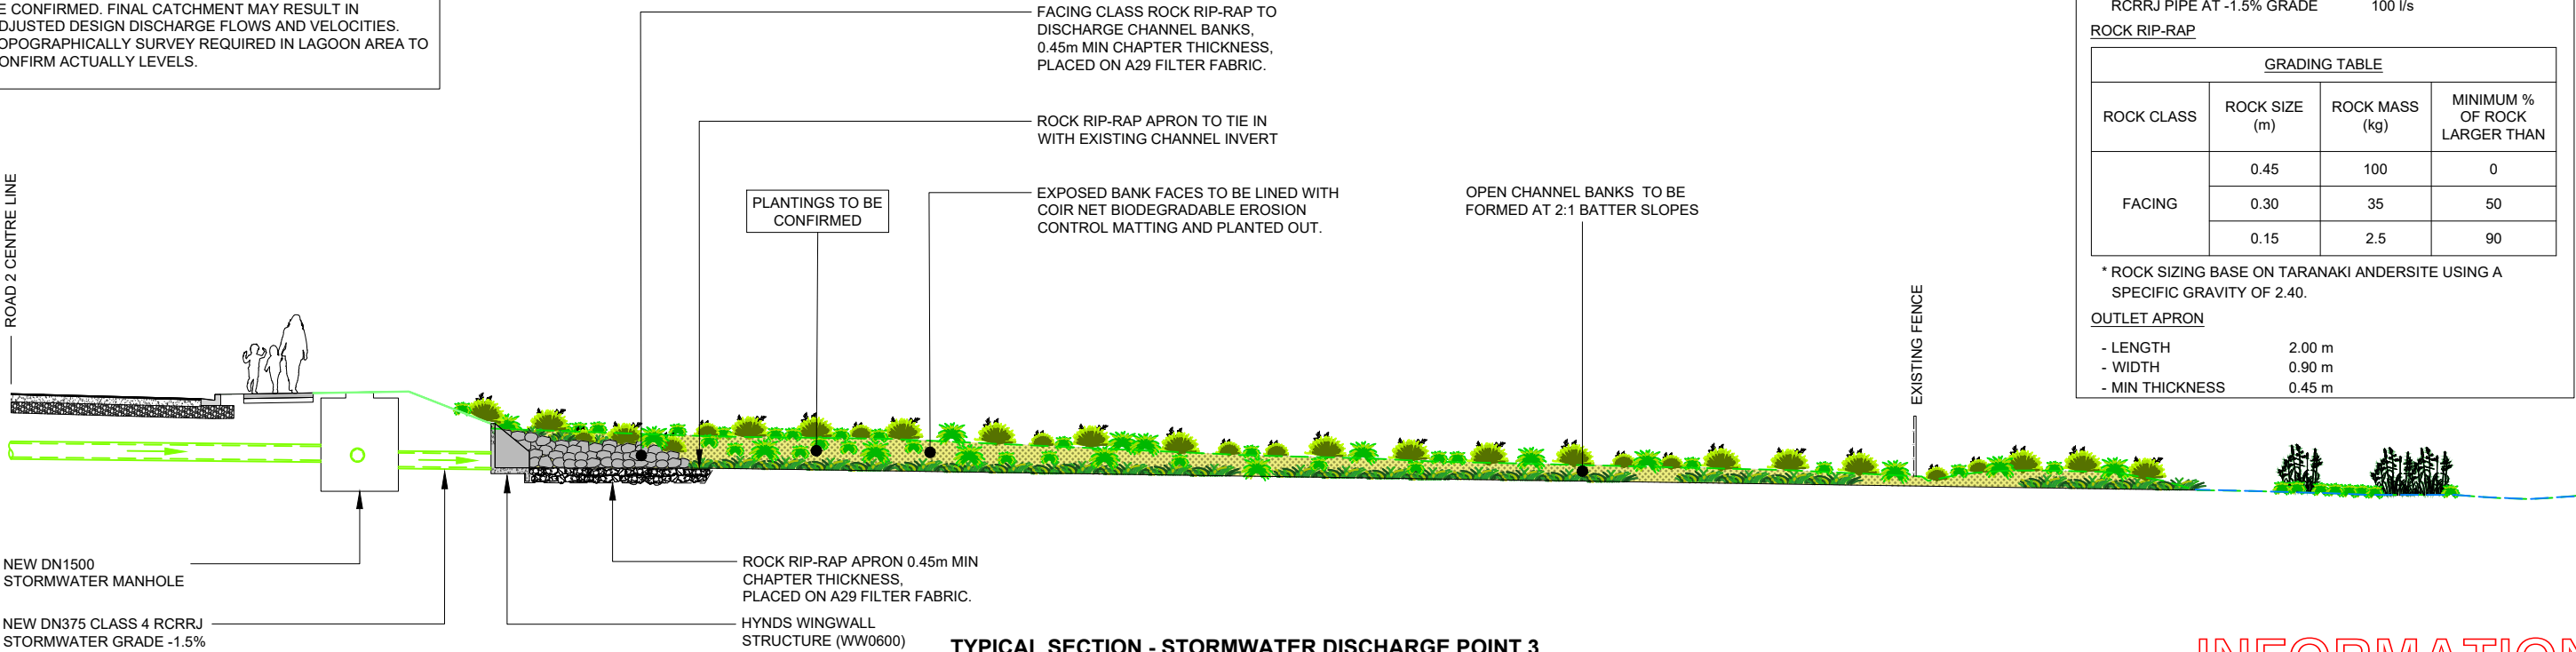 E CONFIRMED. FINAL CATCHMENT MAY RESULT IN
DJUSTED DESIGN DISCHARGE FLOWS AND VELOCITIES.
OPOGRAPHICALLY SURVEY REQUIRED IN LAGOON AREA TO
ONFIRM ACTUALLY LEVELS.
FACING CLASS ROCK RIP-RAP TO
DISCHARGE CHANNEL BANKS,
0.45m MIN CHAPTER THICKNESS,
PLACED ON A29 FILTER FABRIC.
ROCK RIP-RAP APRON TO TIE IN
WITH EXISTING CHANNEL INVERT
PLANTINGS TO BE
CONFIRMED
EXPOSED BANK FACES TO BE LINED WITH
COIR NET BIODEGRADABLE EROSION
CONTROL MATTING AND PLANTED OUT.
OPEN CHANNEL BANKS TO BE
FORMED AT 2:1 BATTER SLOPES
ROAD 2 CENTRE LINE
EXISTING FENCE
RCRRJ PIPE AT -1.5% GRADE 100 l/s
ROCK RIP-RAP
GRADING TABLE
ROCK CLASS
ROCK SIZE
(m)
ROCK MASS
(kg)
MINIMUM %
OF ROCK
LARGER THAN
FACING
0.45 100 0
0.30 35 50
0.15 2.5 90
* ROCK SIZING BASE ON TARANAKI ANDERSITE USING A
SPECIFIC GRAVITY OF 2.40.
OUTLET APRON
- LENGTH 2.00 m
- WIDTH 0.90 m
- MIN THICKNESS 0.45 m
NEW DN1500
STORMWATER MANHOLE
NEW DN375 CLASS 4 RCRRJ
STORMWATER GRADE -1.5%
ROCK RIP-RAP APRON 0.45m MIN
CHAPTER THICKNESS,
PLACED ON A29 FILTER FABRIC.
HYNDS WINGWALL
STRUCTURE (WW0600)
TYPICAL SECTION - STORMWATER DISCHARGE POINT 3
INFORMATION